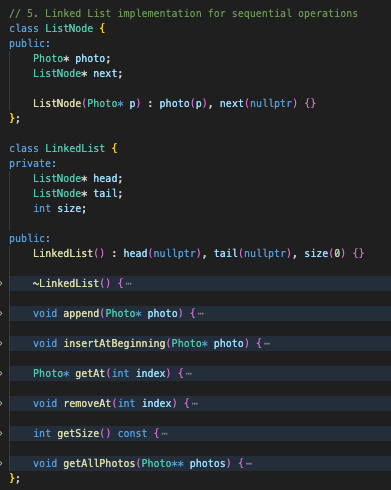 // 5. Linked List implementation for sequential operations
class ListNode {
public:
    Photo* photo;
    ListNode* next;

    ListNode(Photo* p) : photo(p), next(nullptr) {}
};

class LinkedList {
private:
    ListNode* head;
    ListNode* tail;
    int size;

public:
    LinkedList() : head(nullptr), tail(nullptr), size(0) {}

    ~LinkedList() {⋯

    void append(Photo* photo) {⋯

    void insertAtBeginning(Photo* photo) {⋯

    Photo* getAt(int index) {⋯

    void removeAt(int index) {⋯

    int getSize() const {⋯

    void getAllPhotos(Photo** photos) {⋯
};